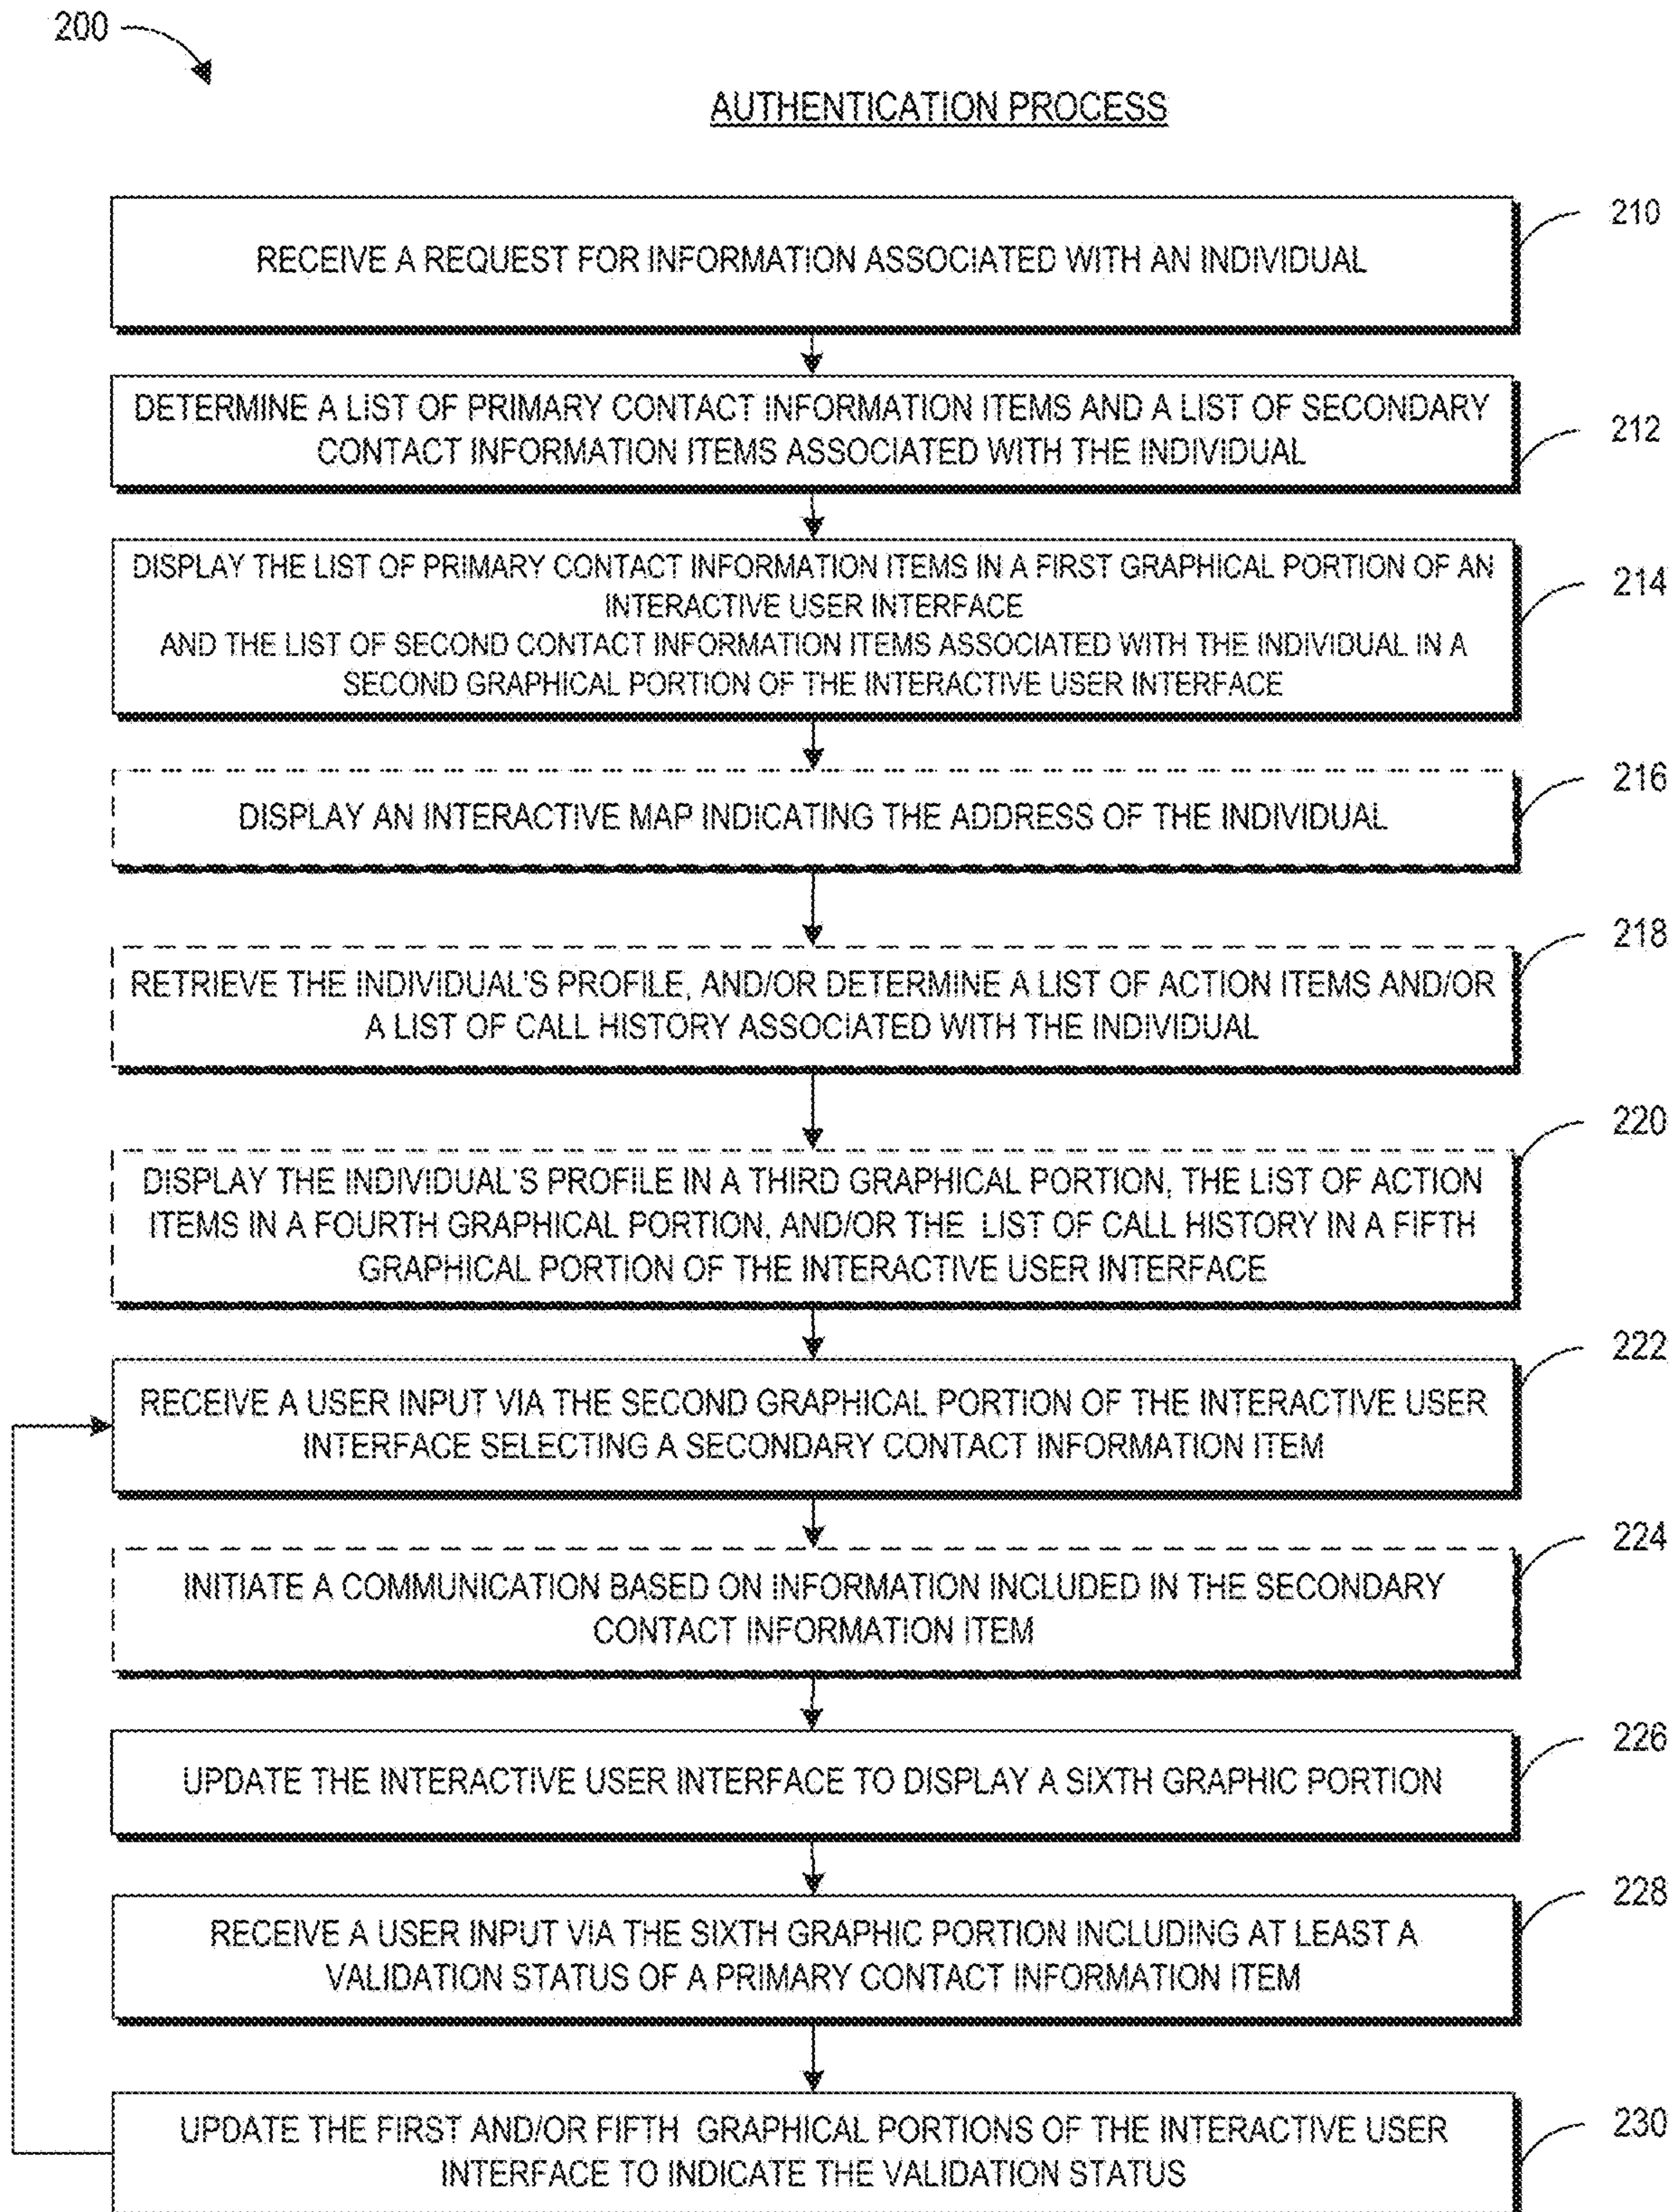 200
AUTHENTICATION PROCESS
210
RECEIVE A REQUEST FOR INFORMATION ASSOCIATED WITH AN INDIVIDUAL
DETERMINE A LIST OF PRIMARY CONTACT INFORMATION ITEMS AND A LIST OF SECONDARY
CONTACT INFORMATION ITEMS ASSOCIATED WITH THE INDIVIDUAL
212
DISPLAY THE LIST OF PRIMARY CONTACT INFORMATION ITEMS IN A FIRST GRAPHICAL PORTION OF AN
INTERACTIVE USER INTERFACE
AND THE LIST OF SECOND CONTACT INFORMATION ITEMS ASSOCIATED WITH THE INDIVIDUAL IN A
SECOND GRAPHICAL PORTION OF THE INTERACTIVE USER INTERFACE
214
216
DISPLAY AN INTERACTIVE MAP INDICATING THE ADDRESS OF THE INDIVIDUAL
218
RETRIEVE THE INDIVIDUAL'S PROFILE, AND/OR DETERMINE A LIST OF ACTION ITEMS AND/OR
A LIST OF CALL HISTORY ASSOCIATED WITH THE INDIVIDUAL
220
DISPLAY THE INDIVIDUAL'S PROFILE IN A THIRD GRAPHICAL PORTION, THE LIST OF ACTION
ITEMS IN A FOURTH GRAPHICAL PORTION, AND/OR THE LIST OF CALL HISTORY IN A FIFTH
GRAPHICAL PORTION OF THE INTERACTIVE USER INTERFACE
222
RECEIVE A USER INPUT VIA THE SECOND GRAPHICAL PORTION OF THE INTERACTIVE USER
INTERFACE SELECTING A SECONDARY CONTACT INFORMATION ITEM
224
INITIATE A COMMUNICATION BASED ON INFORMATION INCLUDED IN THE SECONDARY
CONTACT INFORMATION ITEM
226
UPDATE THE INTERACTIVE USER INTERFACE TO DISPLAY A SIXTH GRAPHIC PORTION
228
RECEIVE A USER INPUT VIA THE SIXTH GRAPHIC PORTION INCLUDING AT LEAST A
VALIDATION STATUS OF A PRIMARY CONTACT INFORMATION ITEM
230
UPDATE THE FIRST AND/OR FIFTH GRAPHICAL PORTIONS OF THE INTERACTIVE USER
INTERFACE TO INDICATE THE VALIDATION STATUS